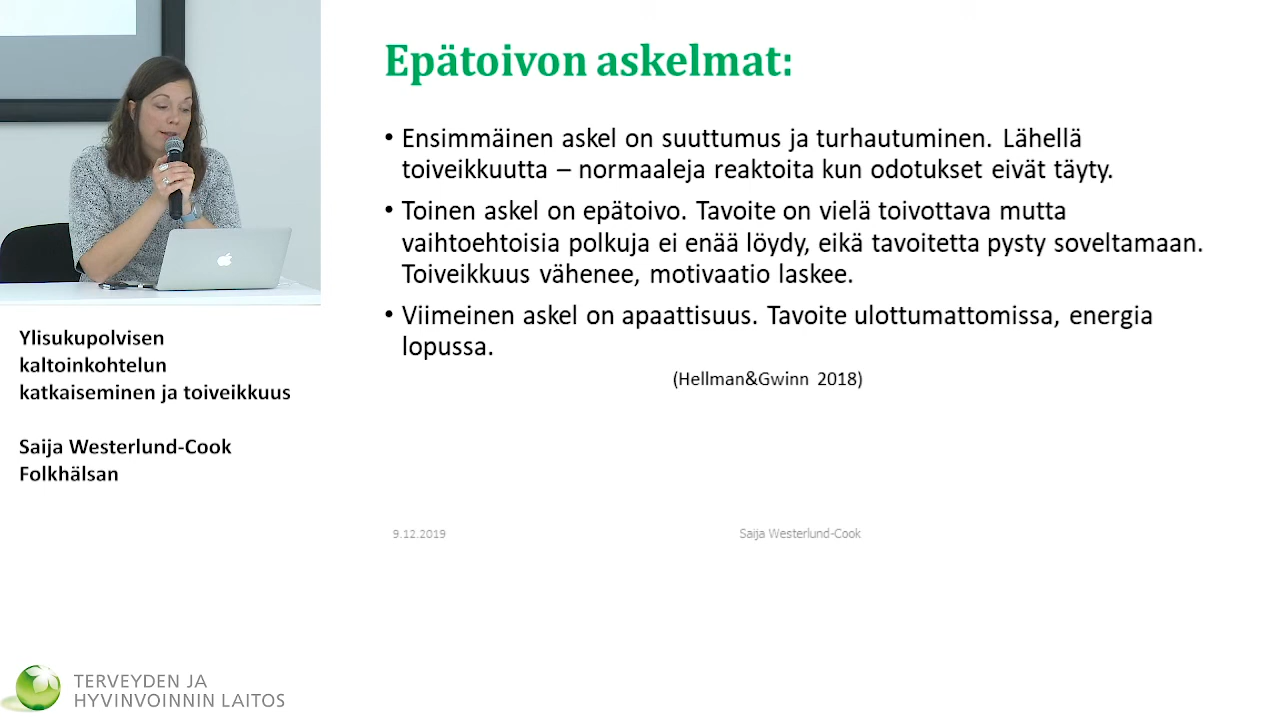 Epätoivon askelmat:
• Ensimmäinen askel on suuttumus ja turhautuminen. Lähellä
toiveikkuutta – normaaleja reaktoita kun odotukset eivät täyty.
• Toinen askel on epätoivo. Tavoite on vielä toivottava mutta
vaihtoehtoisia polkuja ei enää löydy, eikä tavoitetta pysty soveltamaan.
Toiveikkuus vähenee, motivaatio laskee.
• Viimeinen askel on apaattisuus. Tavoite ulottumattomissa, energia
lopussa.
(Hellman&Gwinn 2018)
Ylisukupolvisen
kaltoinkohtelun
katkaiseminen ja toiveikkuus
Saija Westerlund-Cook
Folkhälsan
9.12.2019
Saija Westerlund-Cook
TERVEYDEN JA
HYVINVOINNIN LAITOS